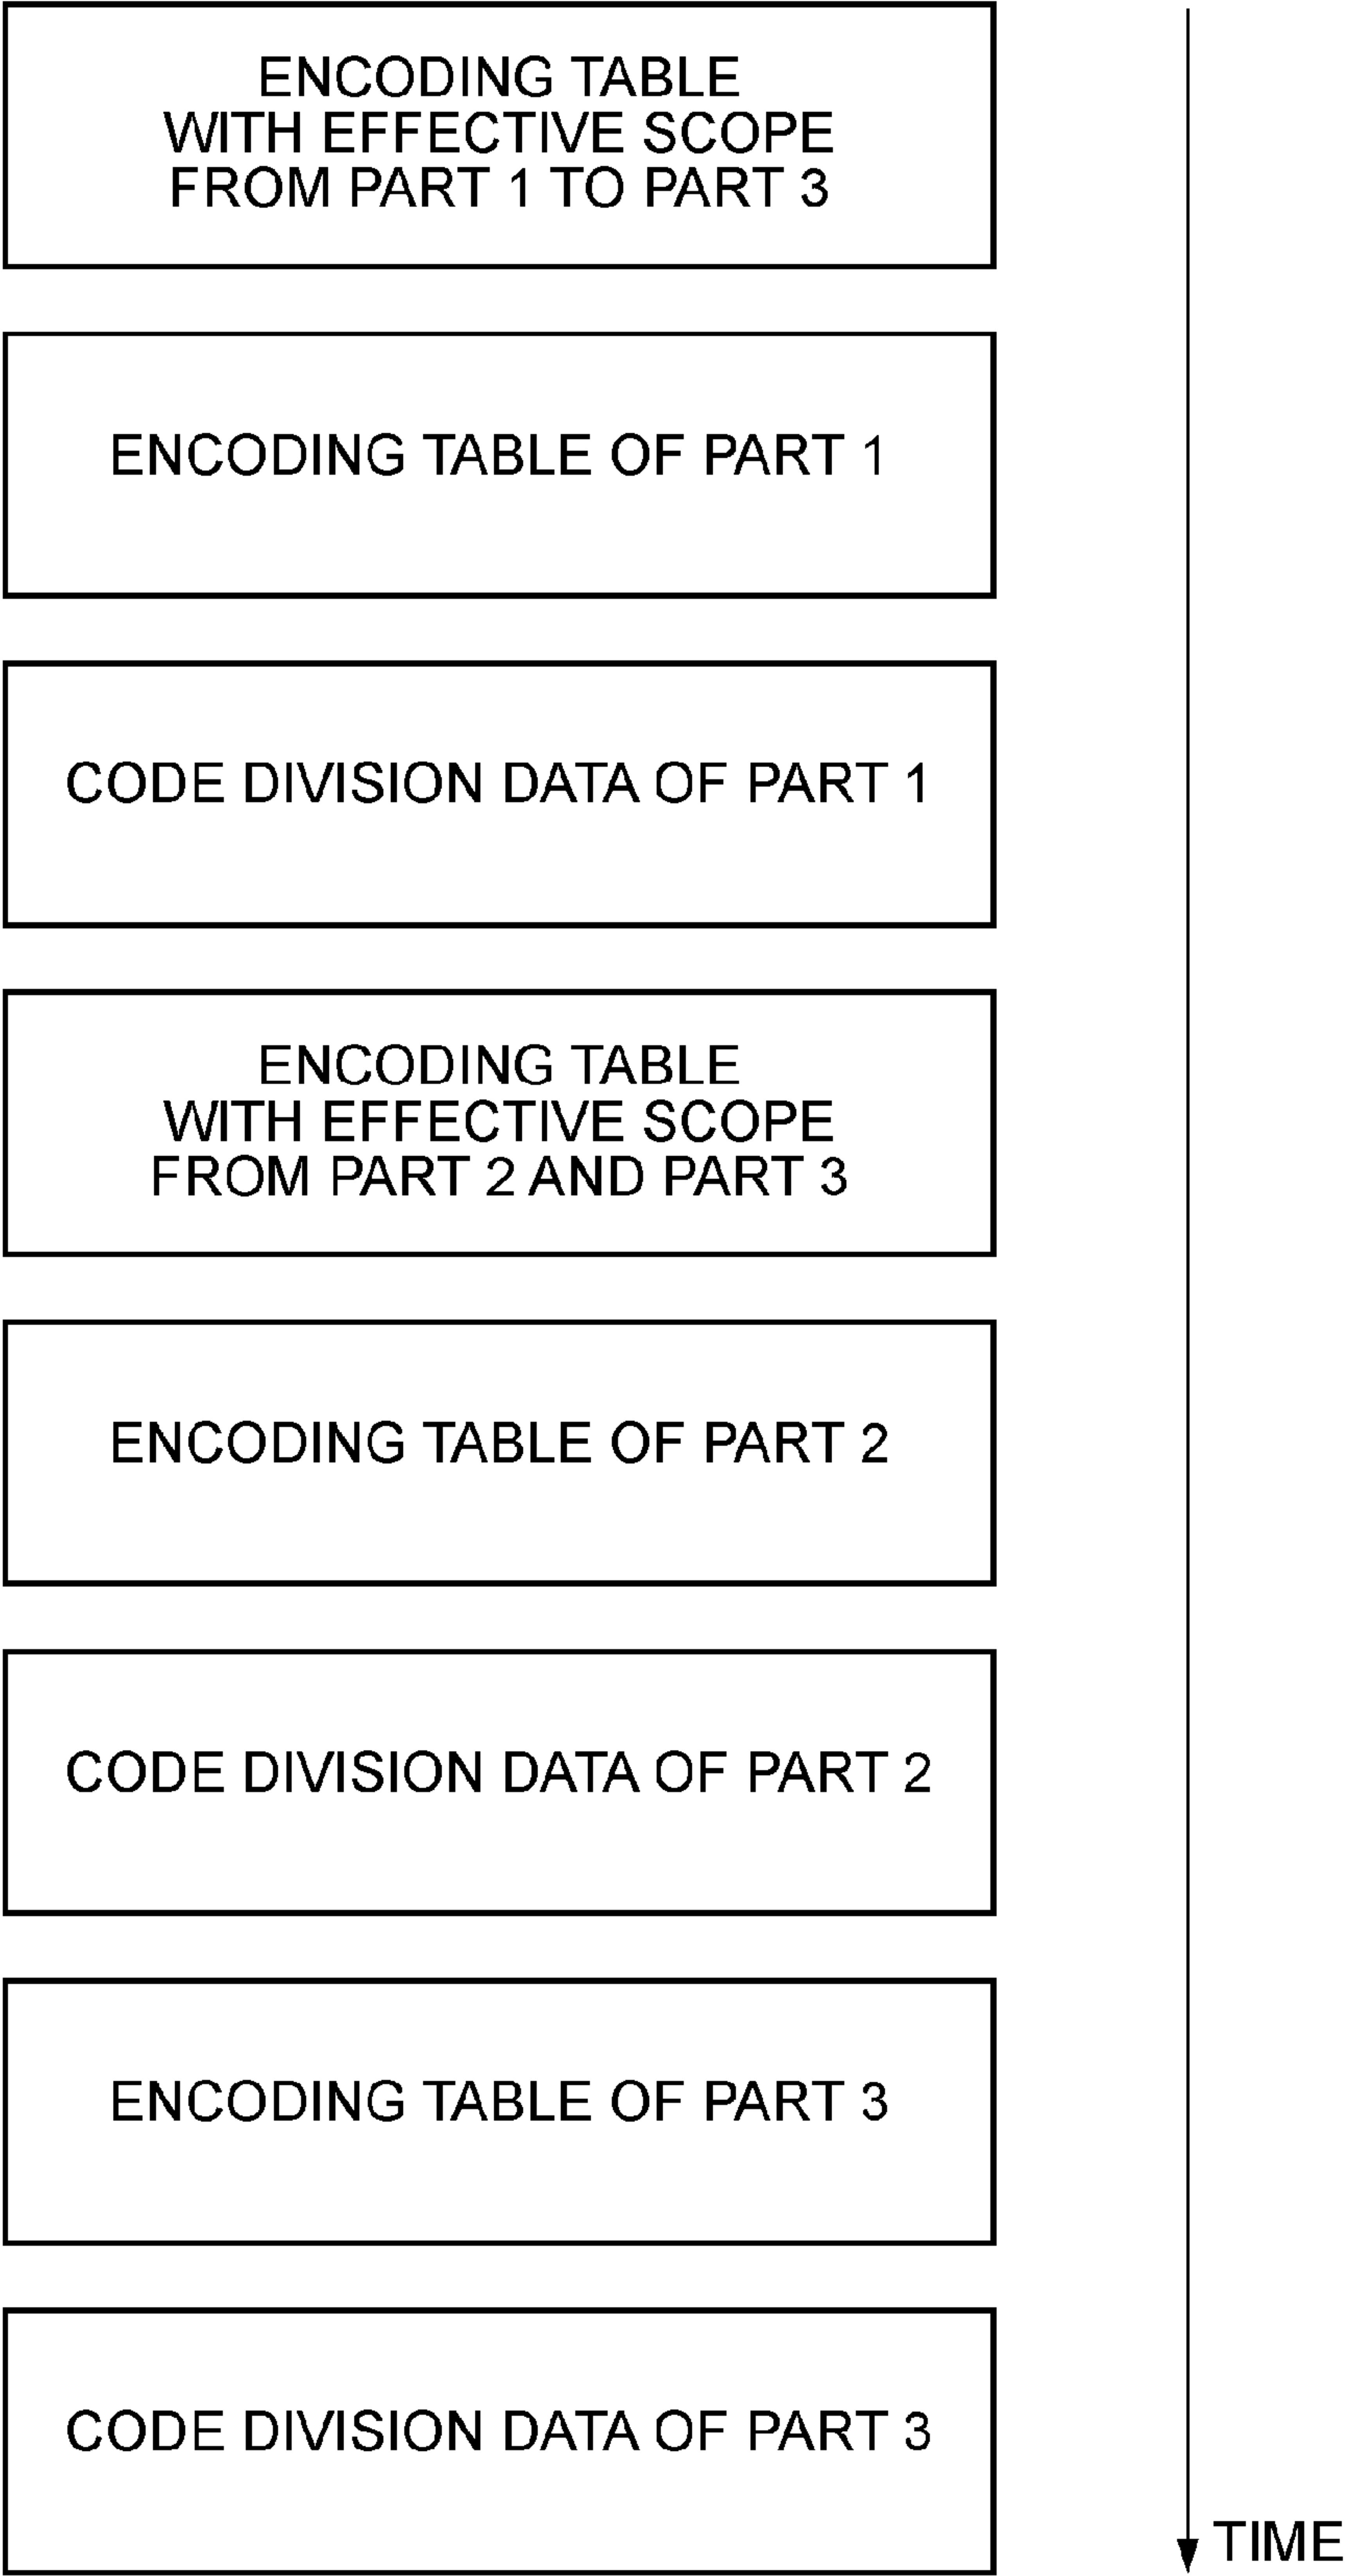 ENCODING TABLE
WITH EFFECTIVE SCOPE
FROM PART 1 TO PART 3
ENCODING TABLE OF PART 1
CODE DIVISION DATA OF PART 1
ENCODING TABLE
WITH EFFECTIVE SCOPE
FROM PART 2 AND PART 3
ENCODING TABLE OF PART 2
CODE DIVISION DATA OF PART 2
ENCODING TABLE OF PART 3
CODE DIVISION DATA OF PART 3
TIME